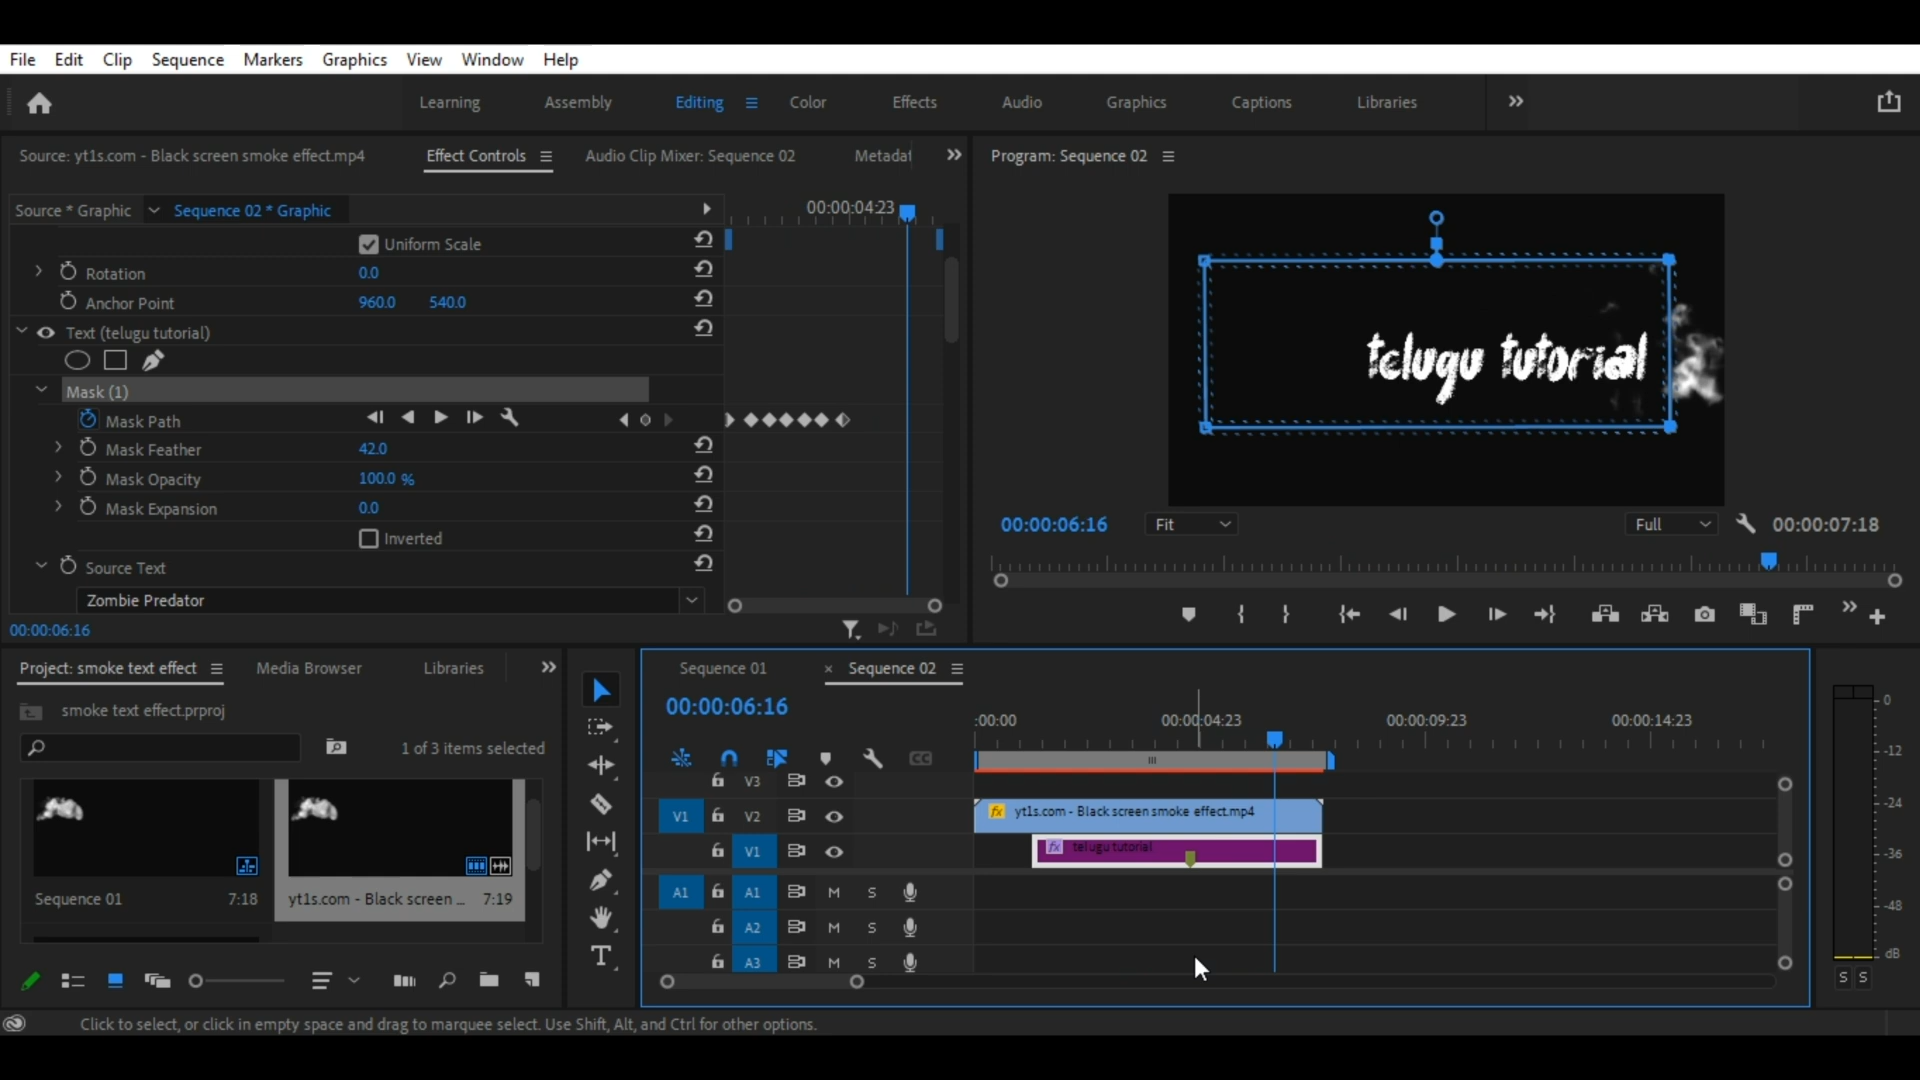 File Edit Clip Sequence Markers Graphics View Window Help
Learning Assembly Editing Color Effects Audio Graphics Captions Libraries
Source: yt1s.com - Black screen smoke effect.mp4 Effect Controls Audio Clip Mixer: Sequence 02 Metadat
Program: Sequence 02
Source * Graphic Sequence 02 * Graphic
00:00:04:23
Uniform Scale
Rotation 0.0
Anchor Point 960.0 540.0
Text (telugu tutorial)
Mask (1)
Mask Path
Mask Feather 42.0
Mask Opacity 100.0 %
Mask Expansion 0.0
Inverted
Source Text
Zombie Predator
00:00:06:16
telugu tutorial
00:00:06:16 Fit Full 00:00:07:18
Project: smoke text effect Media Browser Libraries
smoke text effect.prproj
1 of 3 items selected
Sequence 01 7:18
yt1s.com - Black screen ... 7:19
Sequence 01 × Sequence 02
00:00:06:16
:00:00 00:00:04:23 00:00:09:23 00:00:14:23
V3
V1 V2 fx yt1s.com - Black screen smoke effect.mp4
V1 fx telugu tutorial
A1 A1 M S
A2 M S
A3 M S
0
-12
-24
-36
-48
dB
S S
Click to select, or click in empty space and drag to marquee select. Use Shift, Alt, and Ctrl for other options.